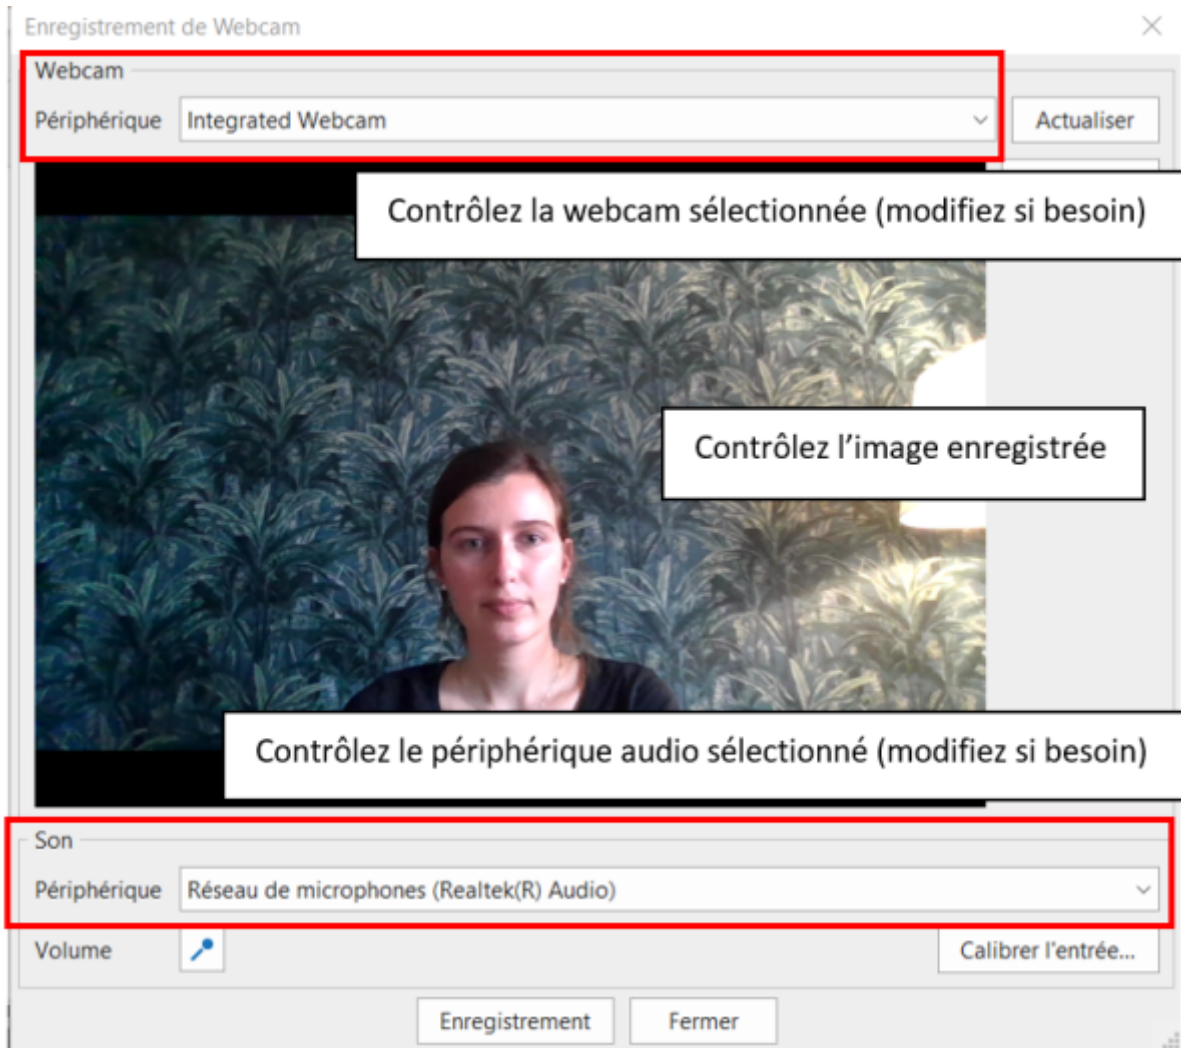 Enregistrement de Webcam
Webcam
Périphérique Integrated Webcam Actualiser
Contrôlez la webcam sélectionnée (modifiez si besoin)
Contrôlez l'image enregistrée
Contrôlez le périphérique audio sélectionné (modifiez si besoin)
Son
Périphérique Réseau de microphones (Realtek(R) Audio)
Volume Calibrer l'entrée...
Enregistrement Fermer